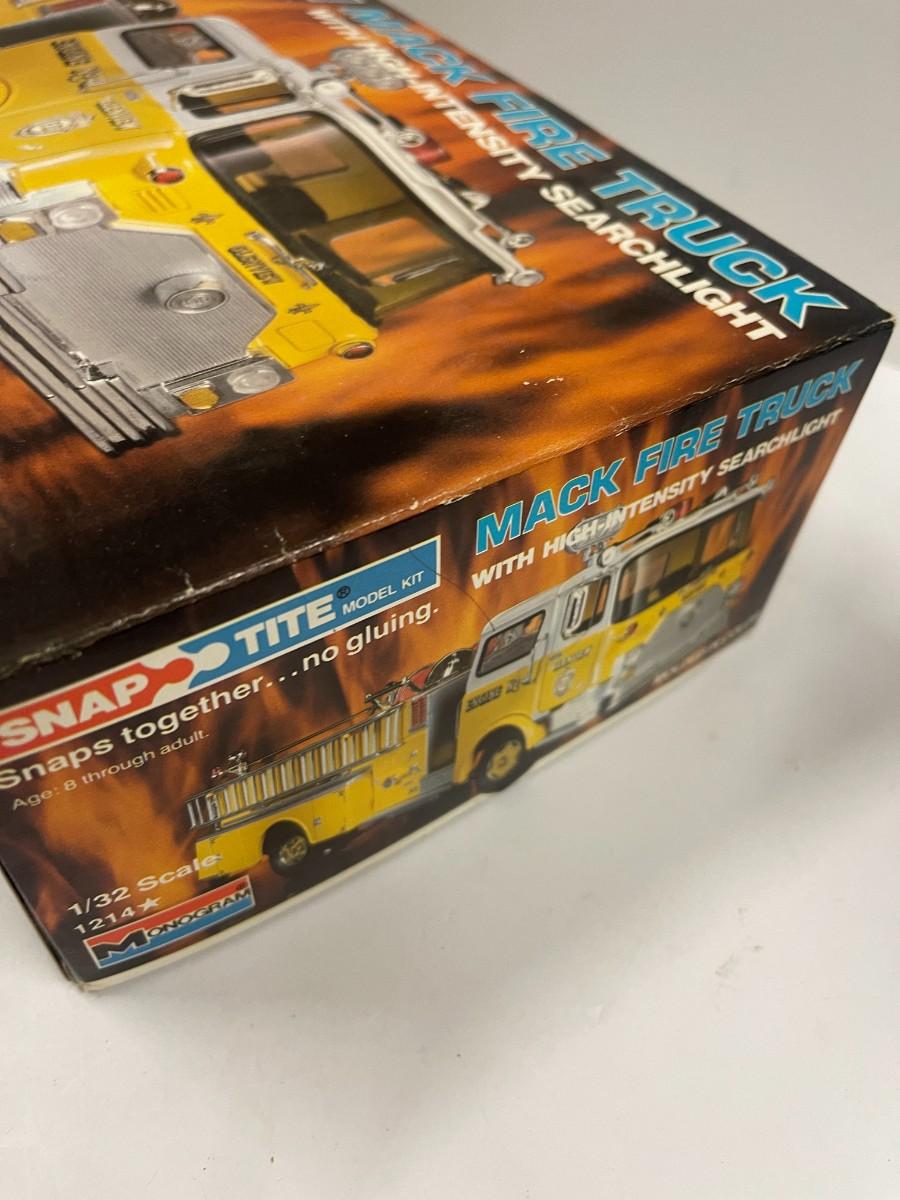 MACK FIRE TRUCK
WITH HIGH-INTENSITY SEARCHLIGHT
GLENVIEW
MACK FIRE TRUCK
WITH HIGH-INTENSITY SEARCHLIGHT
SNAP TITE® MODEL KIT
Snaps together...no gluing.
Age: 8 through adult.
1/32 Scale
1214★
MONOGRAM®